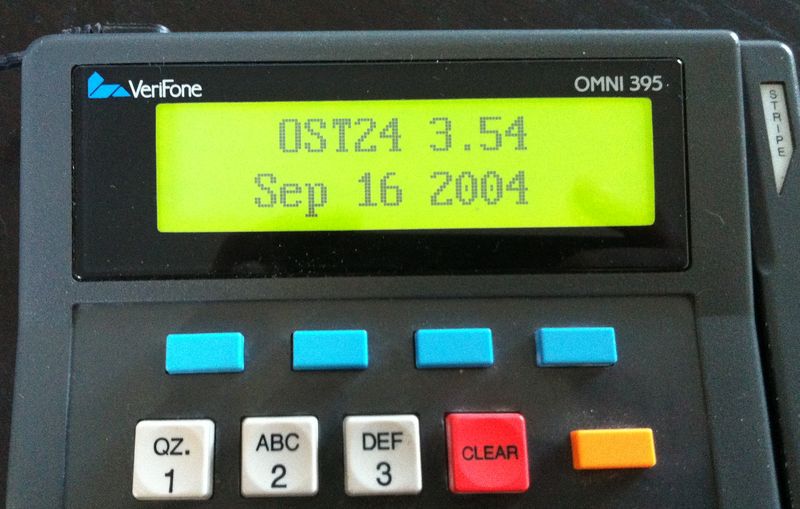 VeriFone OMNI 395
OST24 3.54
Sep 16 2004
STRIPE
QZ. ABC DEF CLEAR
1 2 3